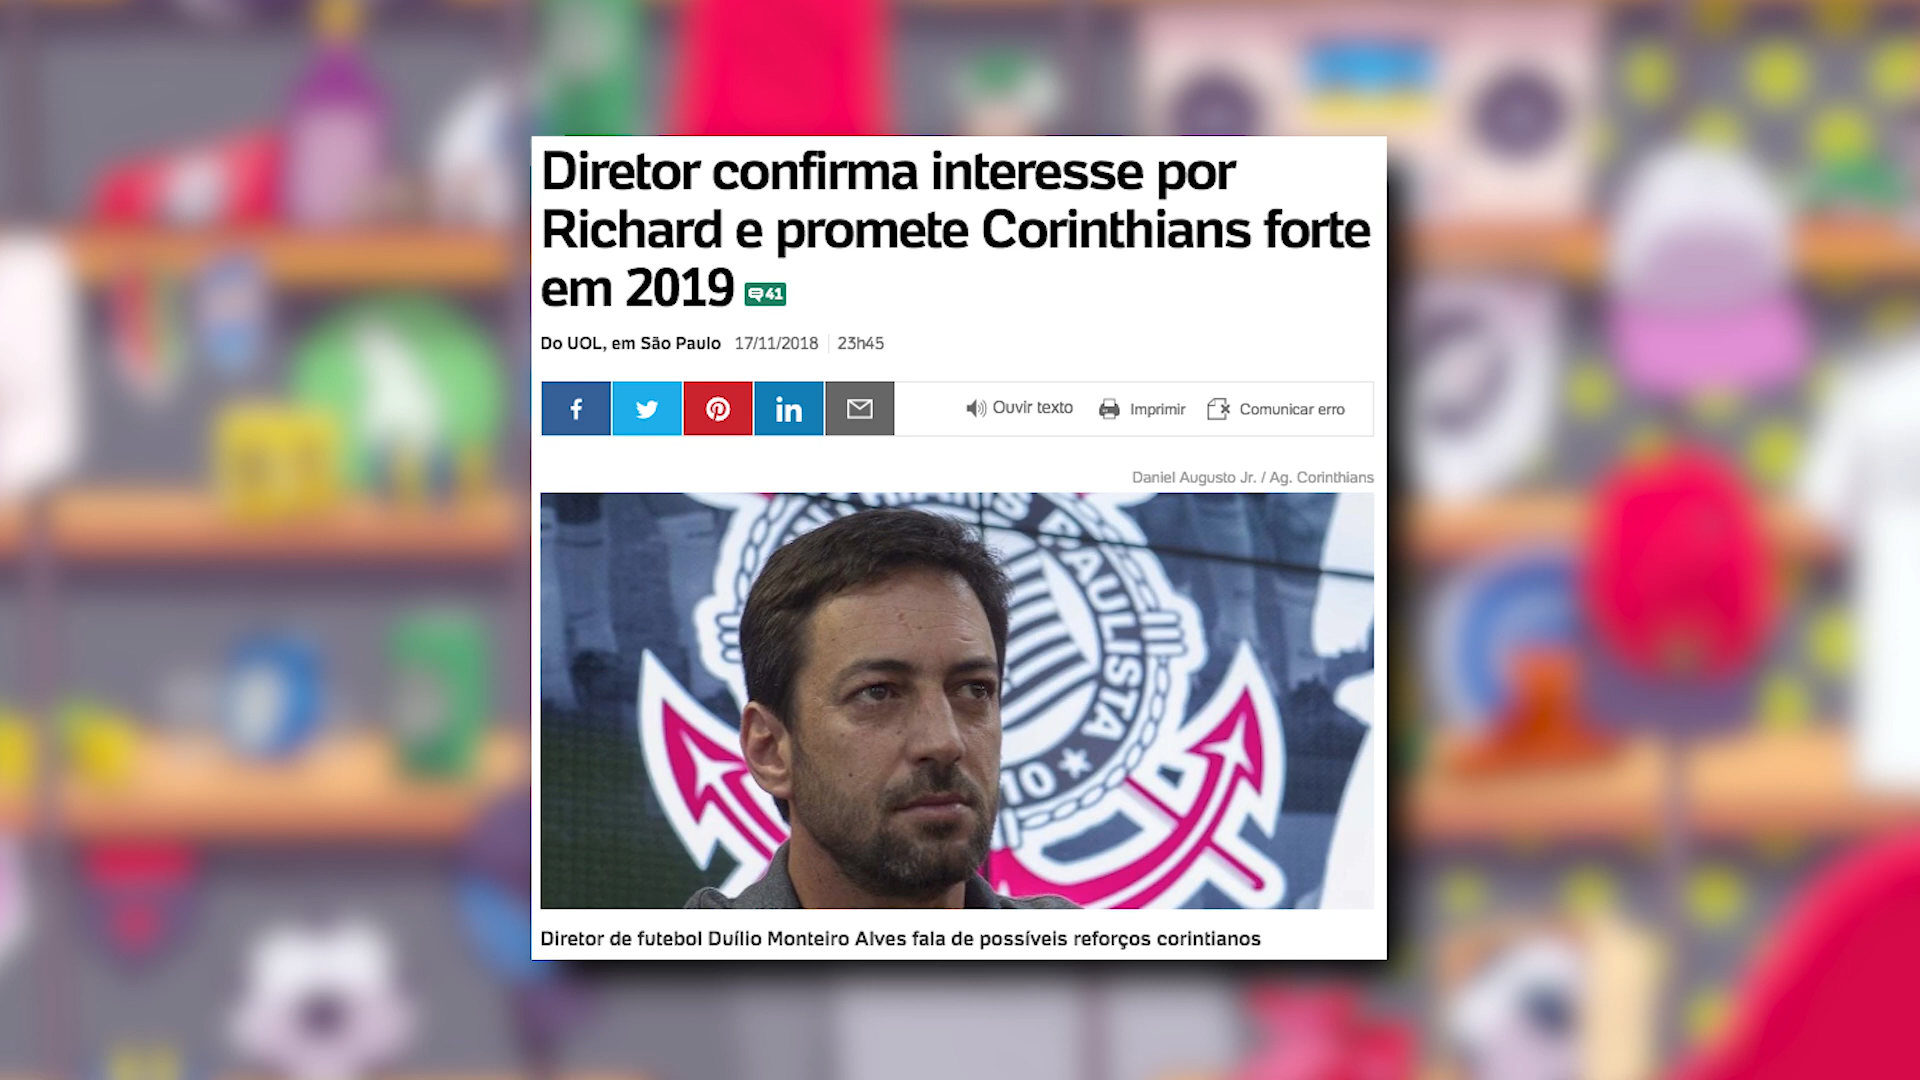 Diretor confirma interesse por
Richard e promete Corinthians forte
em 2019 41
Do UOL, em São Paulo 17/11/2018 23h45
Ouvir texto Imprimir Comunicar erro
Daniel Augusto Jr. / Ag. Corinthians
PAULISTA
10
Diretor de futebol Duílio Monteiro Alves fala de possíveis reforços corintianos